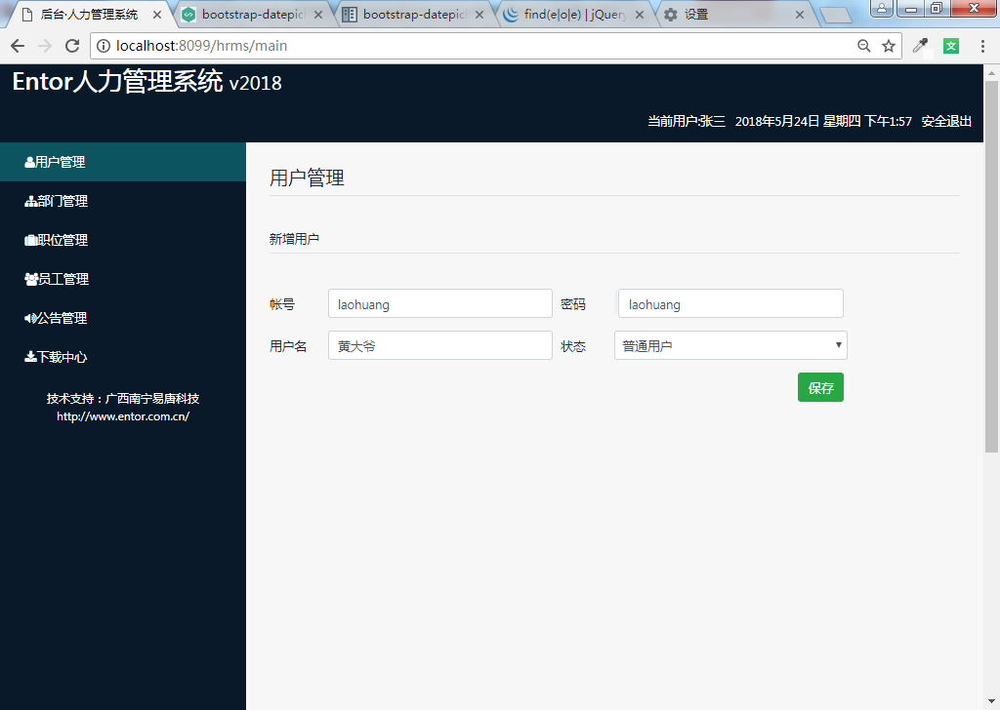 后台·人力管理系统
bootstrap-datepic
bootstrap-datepic
find(e|o|e) | jQuery
设置
localhost:8099/hrms/main
Entor人力管理系统 v2018
当前用户:张三 2018年5月24日 星期四 下午1:57 安全退出
用户管理
部门管理
职位管理
员工管理
公告管理
下载中心
技术支持：广西南宁易唐科技
http://www.entor.com.cn/
用户管理
新增用户
帐号 laohuang 密码 laohuang
用户名 黄大爷 状态 普通用户
保存